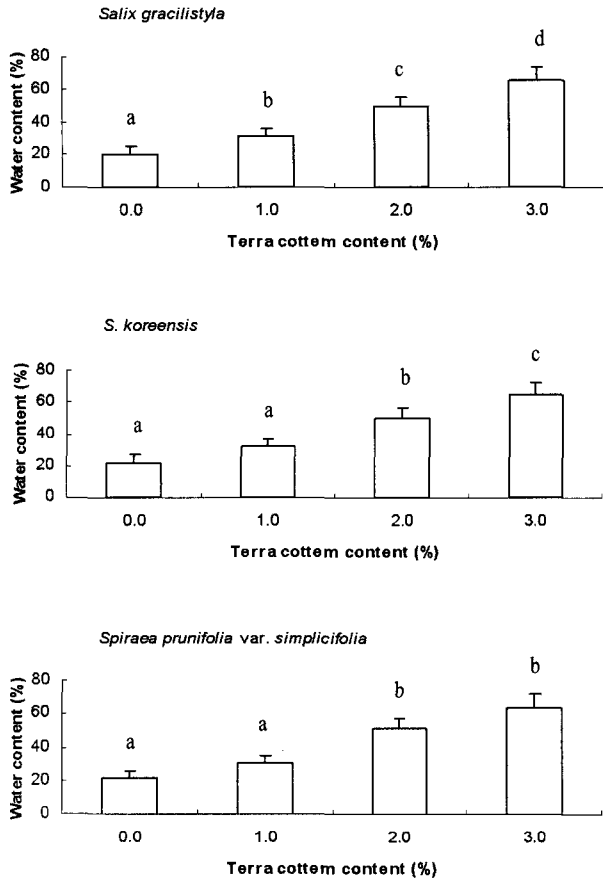 Salix gracilistyla
d
c
b
a
80
60
40
20
0
Water content (%)
0.0 1.0 2.0 3.0
Terra cottem content (%)
S. koreensis
c
b
a a
80
60
40
20
0
Water content (%)
0.0 1.0 2.0 3.0
Terra cottem content (%)
Spiraea prunifolia var. simplicifolia
b
b
a
a
80
60
40
20
0
Water content (%)
0.0 1.0 2.0 3.0
Terra cottem content (%)